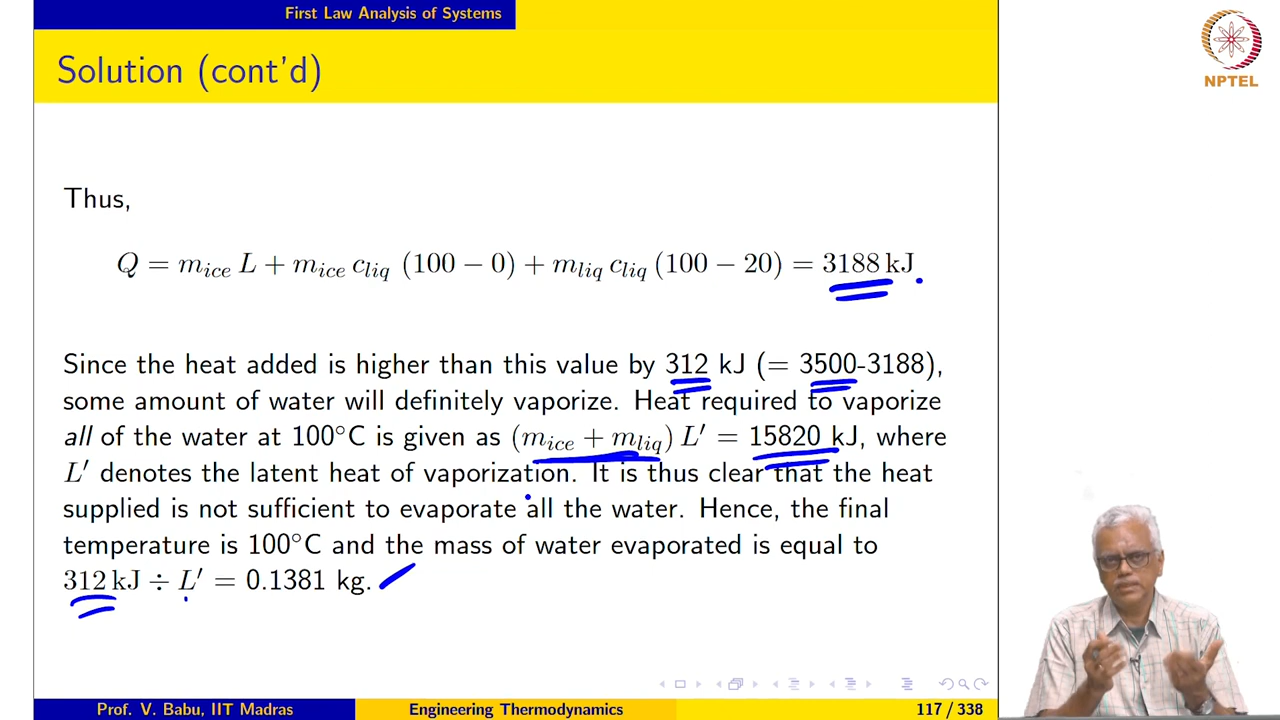 First Law Analysis of Systems
Solution (cont'd)
NPTEL
Thus,
Q = m_ice L + m_ice c_liq (100 − 0) + m_liq c_liq (100 − 20) = 3188 kJ
Since the heat added is higher than this value by 312 kJ (= 3500-3188),
some amount of water will definitely vaporize. Heat required to vaporize
all of the water at 100°C is given as (m_ice + m_liq) L′ = 15820 kJ, where
L′ denotes the latent heat of vaporization. It is thus clear that the heat
supplied is not sufficient to evaporate all the water. Hence, the final
temperature is 100°C and the mass of water evaporated is equal to
312 kJ ÷ L′ = 0.1381 kg.
Prof. V. Babu, IIT Madras
Engineering Thermodynamics
117 / 338